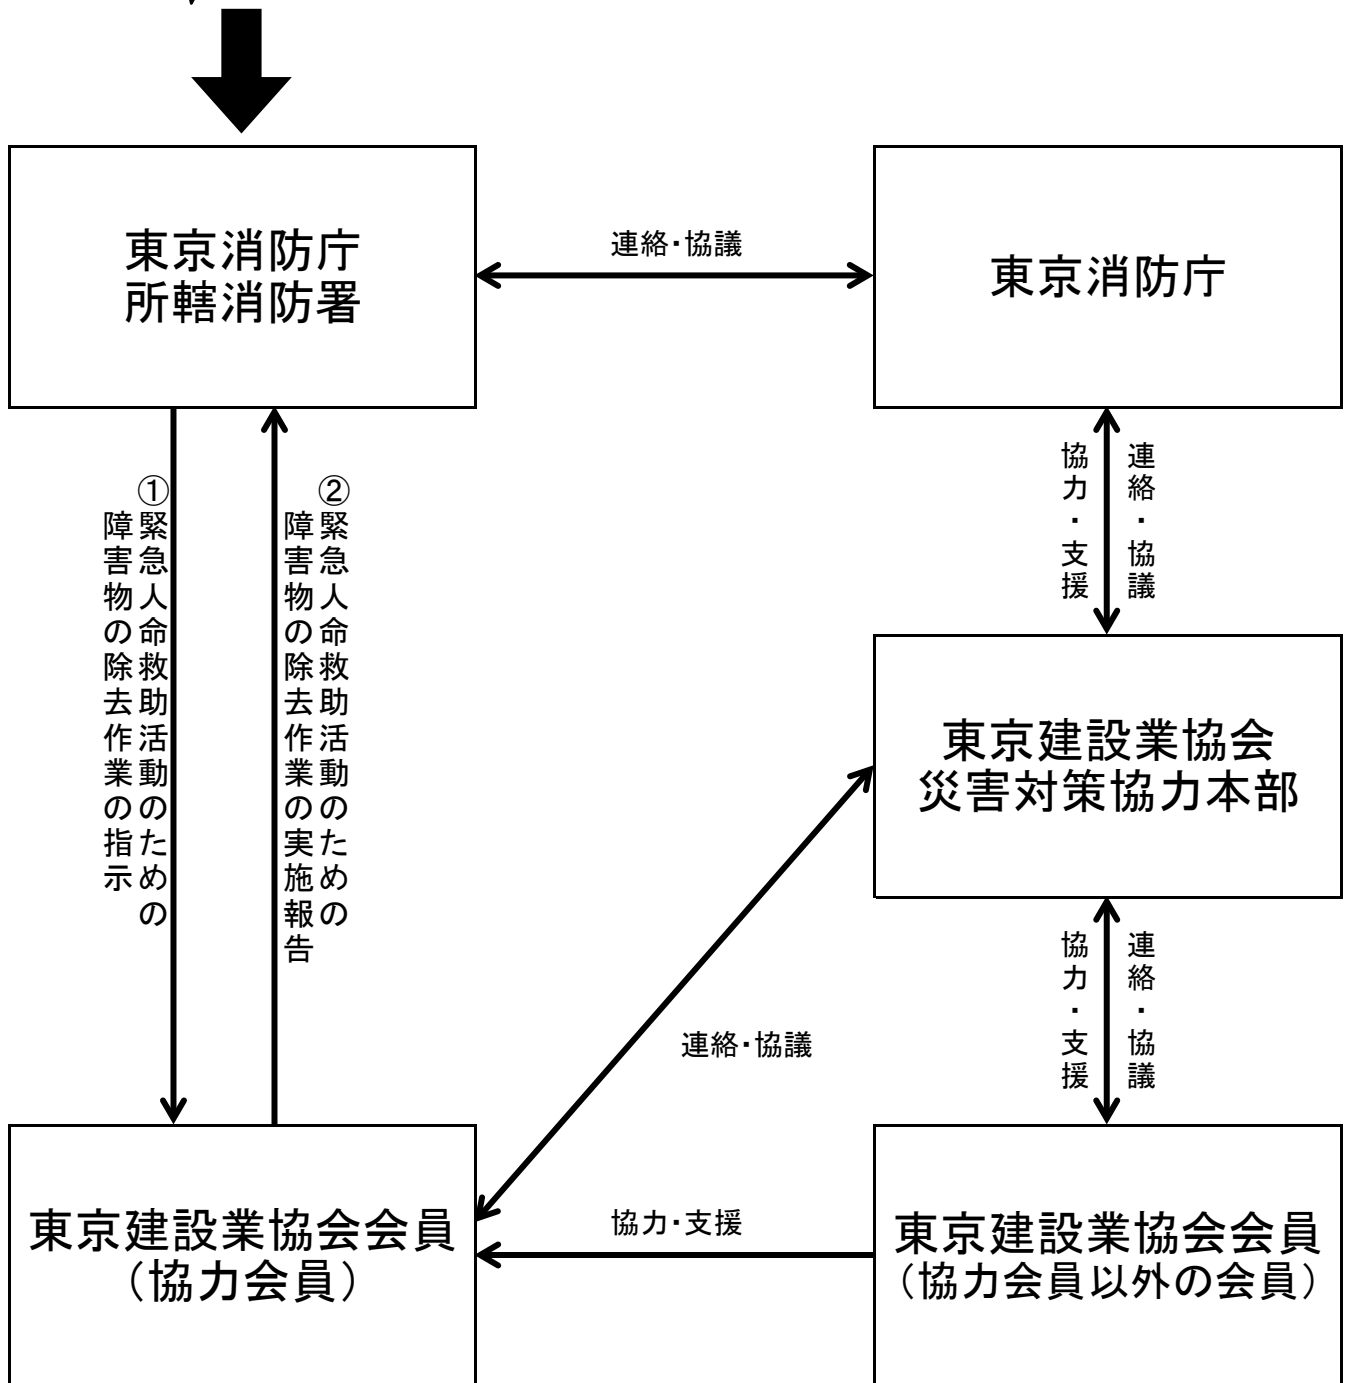 東京消防庁
所轄消防署
連絡・協議
東京消防庁
①緊急人命救助活動のための
障害物の除去作業の指示
②緊急人命救助活動のための
障害物の除去作業の実施報告
連絡・協議
協力・支援
東京建設業協会
災害対策協力本部
連絡・協議
連絡・協議
協力・支援
東京建設業協会会員
（協力会員）
協力・支援
東京建設業協会会員
（協力会員以外の会員）